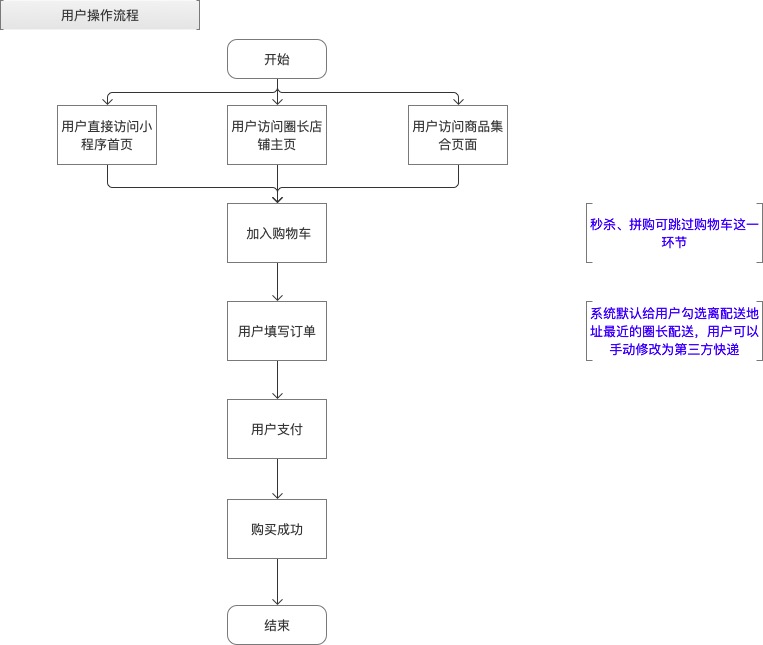 用户操作流程
开始
用户直接访问小
程序首页
用户访问圈长店
铺主页
用户访问商品集
合页面
加入购物车
秒杀、拼购可跳过购物车这一
环节
用户填写订单
系统默认给用户勾选离配送地
址最近的圈长配送，用户可以
手动修改为第三方快递
用户支付
购买成功
结束